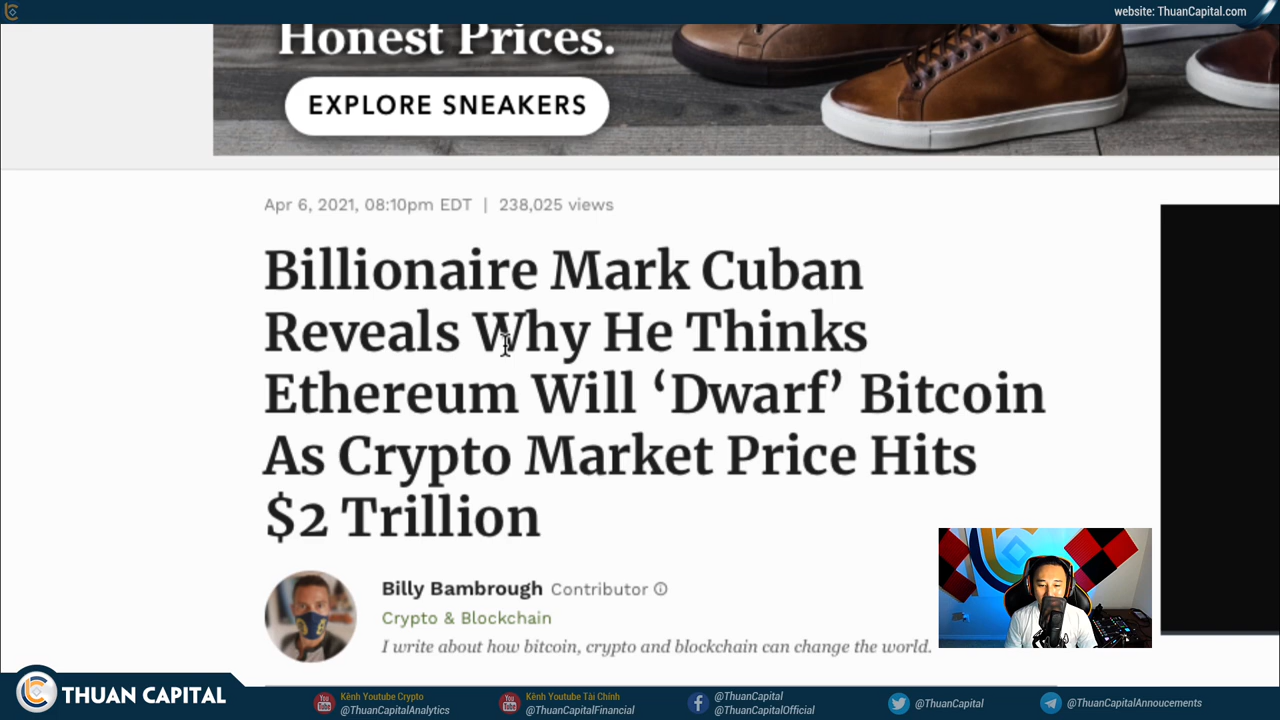 website: ThuanCapital.com
Honest Prices.
EXPLORE SNEAKERS
Apr 6, 2021, 08:10pm EDT | 238,025 views
Billionaire Mark Cuban
Reveals Why He Thinks
Ethereum Will ‘Dwarf’ Bitcoin
As Crypto Market Price Hits
$2 Trillion
Billy Bambrough Contributor
Crypto & Blockchain
I write about how bitcoin, crypto and blockchain can change the world.
THUAN CAPITAL
Kênh Youtube Crypto
@ThuanCapitalAnalytics
Kênh Youtube Tài Chính
@ThuanCapitalFinancial
@ThuanCapital
@ThuanCapitalOfficial
@ThuanCapital
@ThuanCapitalAnnoucements